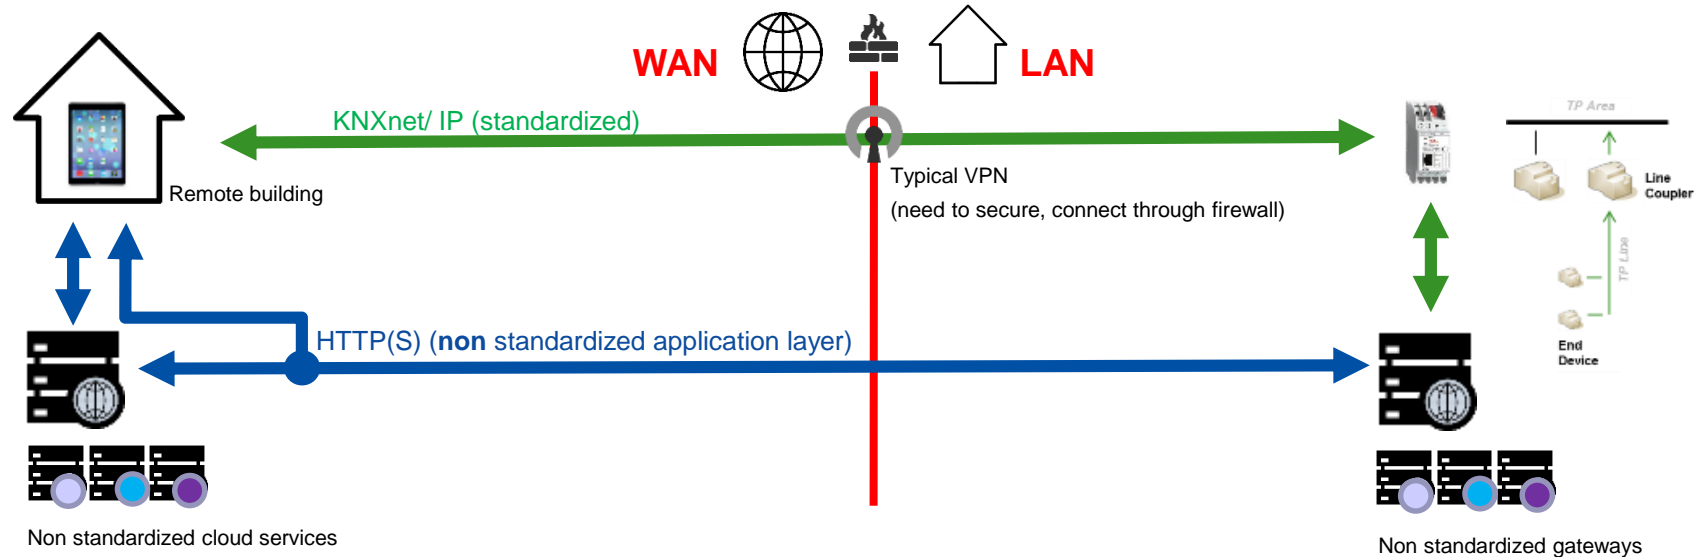 WAN
LAN
KNXnet/ IP (standardized)
TP Area
Remote building
Typical VPN
(need to secure, connect through firewall)
Line
Coupler
TP Line
HTTP(S) (non standardized application layer)
End
Device
Non standardized cloud services
Non standardized gateways